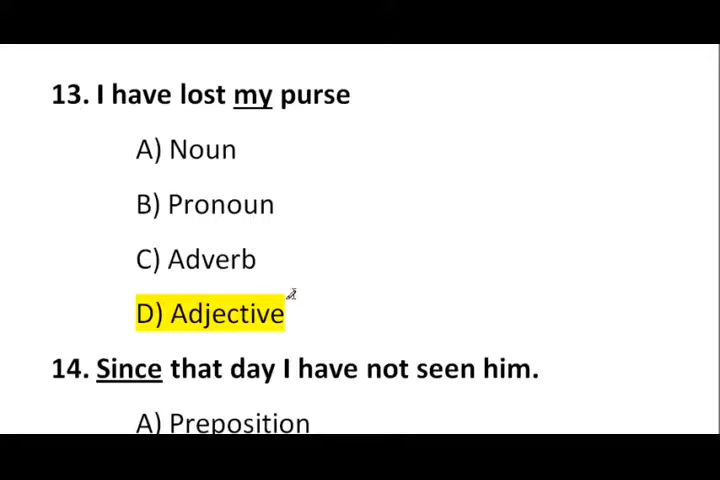 13. I have lost my purse
A) Noun
B) Pronoun
C) Adverb
D) Adjective
14. Since that day I have not seen him.
A) Preposition